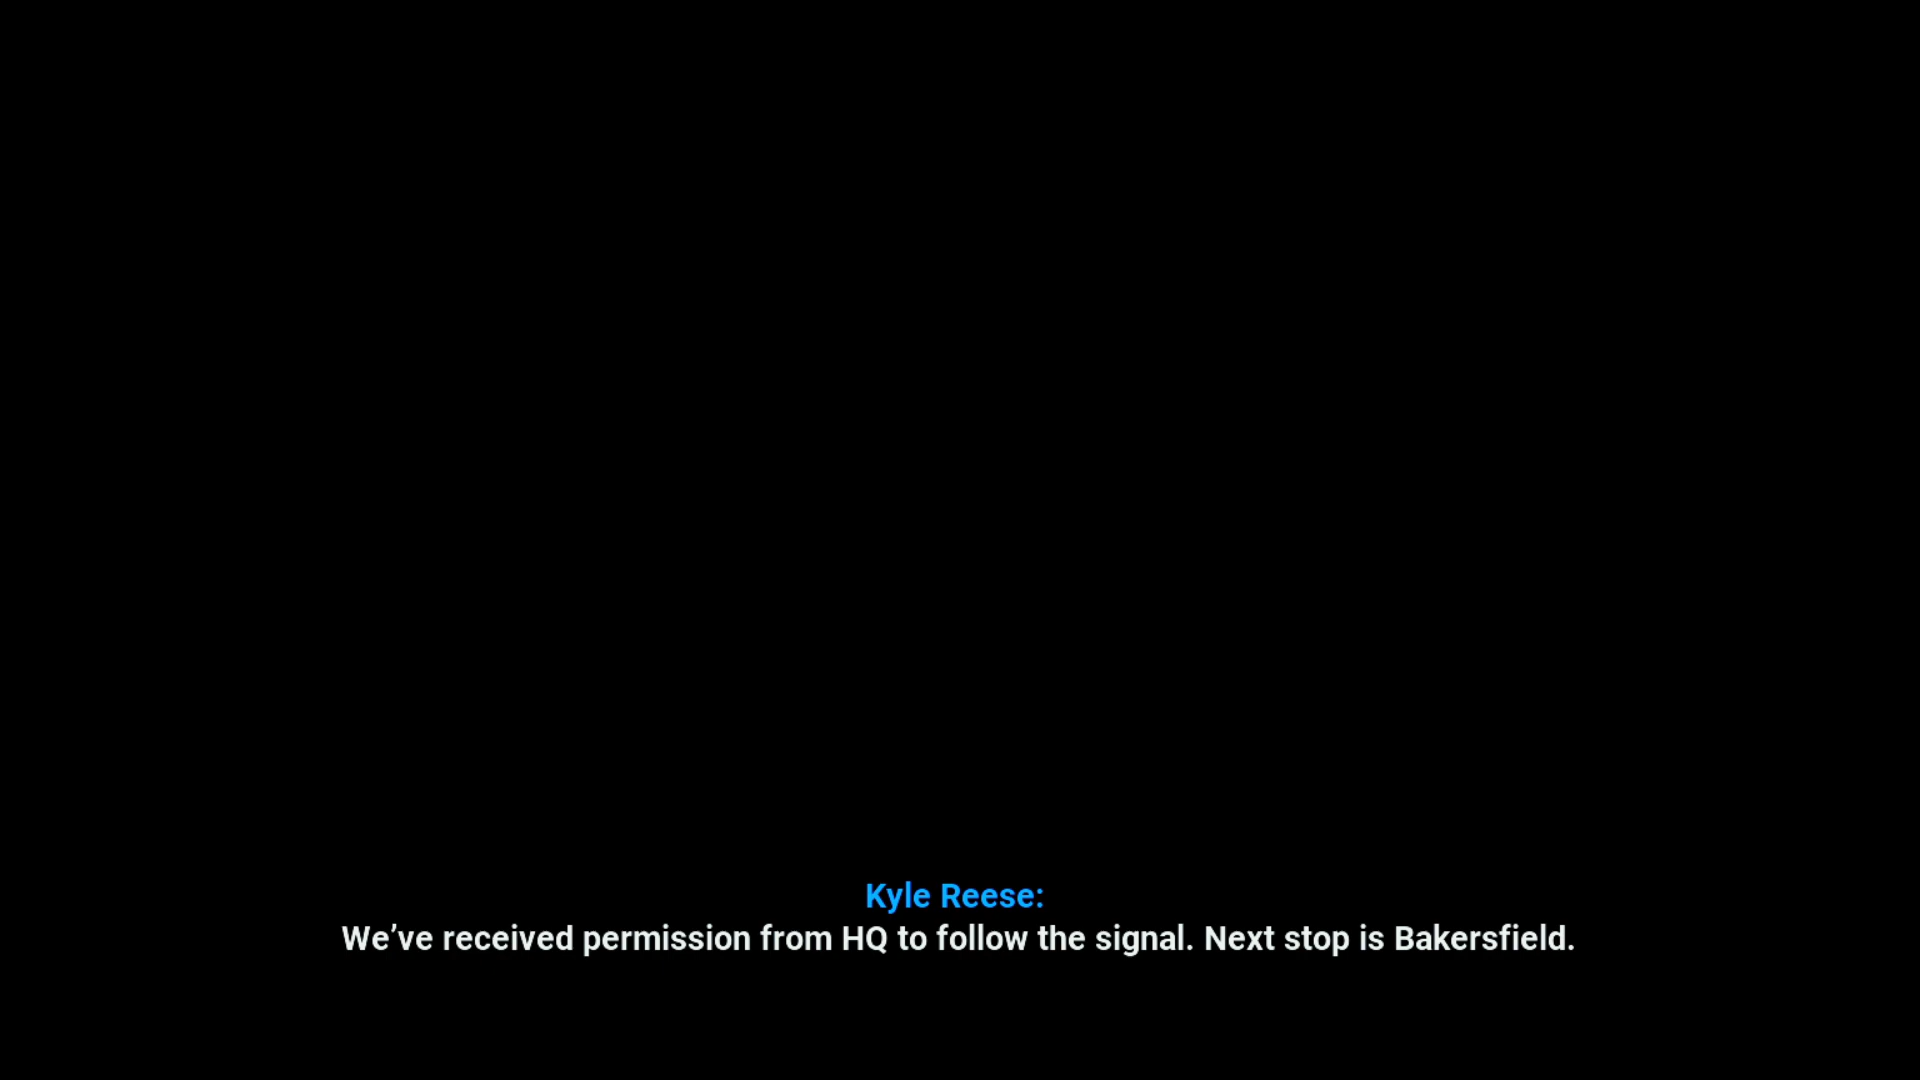 Kyle Reese:
We’ve received permission from HQ to follow the signal. Next stop is Bakersfield.